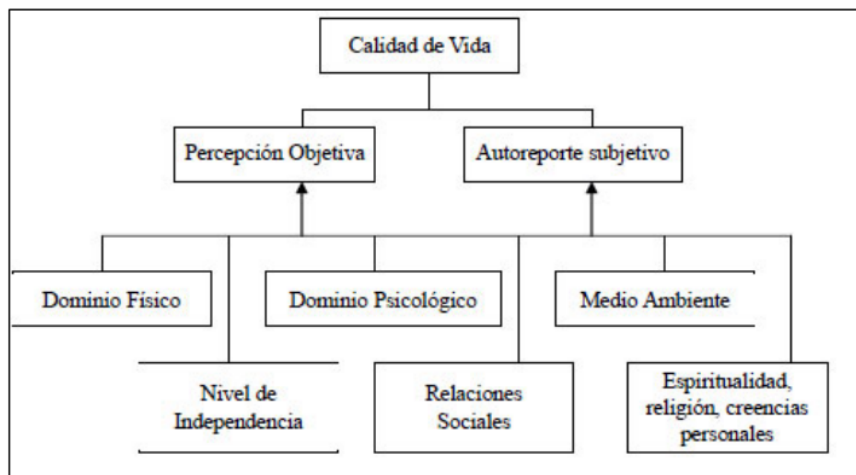 Calidad de Vida
Percepción Objetiva
Autoreporte subjetivo
Dominio Físico
Dominio Psicológico
Medio Ambiente
Nivel de
Independencia
Relaciones
Sociales
Espiritualidad,
religión, creencias
personales